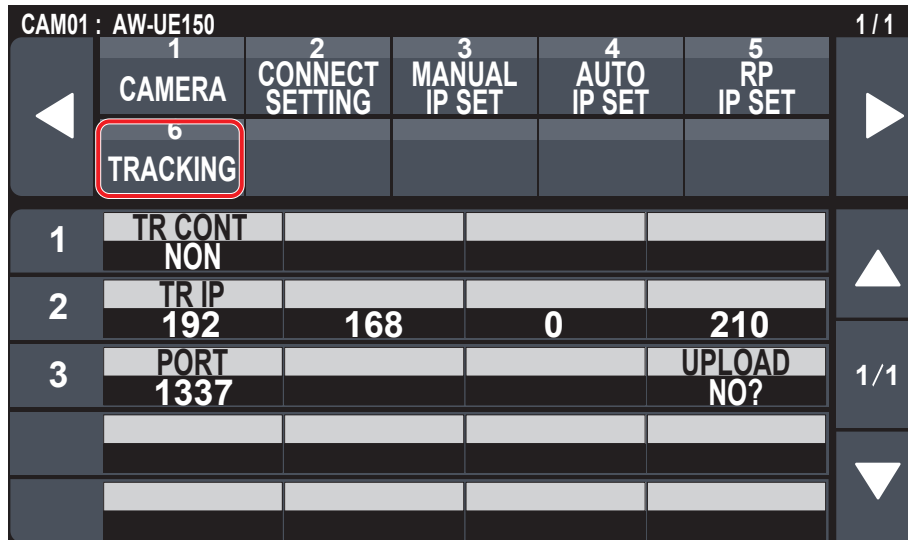 CAM01 : AW-UE150 1 / 1
1 2 3 4 5
CAMERA CONNECT SETTING MANUAL IP SET AUTO IP SET RP IP SET
6
TRACKING
1 TR CONT
NON
2 TR IP
192 168 0 210
3 PORT UPLOAD 1/1
1337 NO?